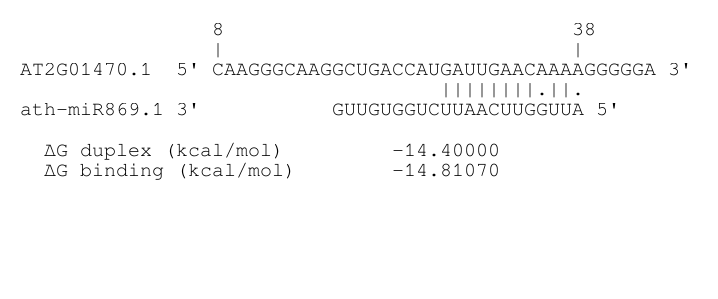 8 38
| |
AT2G01470.1 5' CAAGGGCAAGGCUGACCAUGAUUGAACAAAAGGGGGA 3'
||||||||.||.
ath-miR869.1 3' GUUGUGGUCUUAACUUGGUUA 5'
ΔG duplex (kcal/mol) -14.40000
ΔG binding (kcal/mol) -14.81070